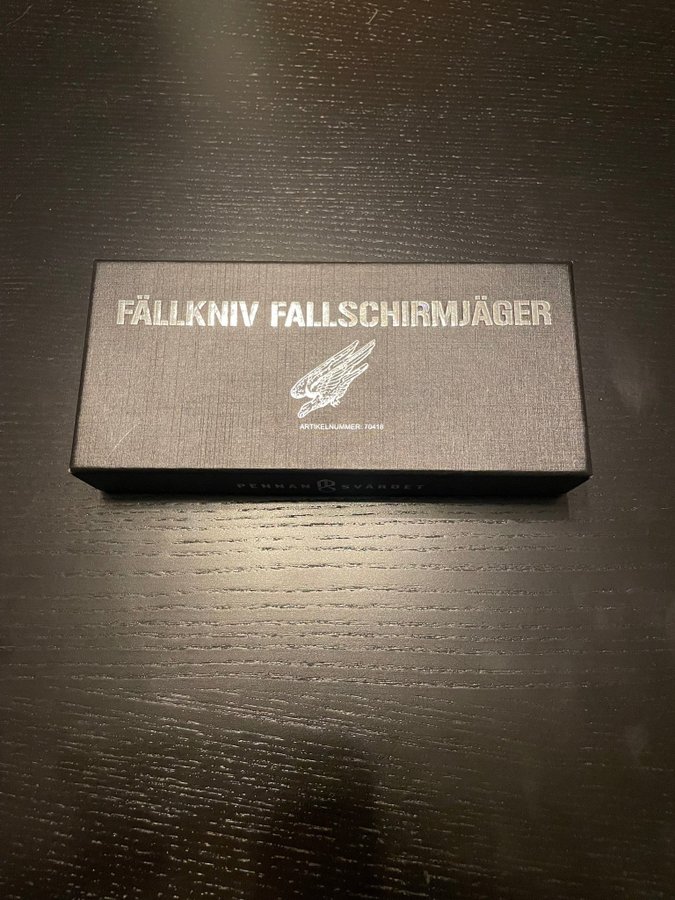 FÄLLKNIV FALLSCHIRMJÄGER
ARTIKELNUMMER: 70418
PENNAN SVÄRDET